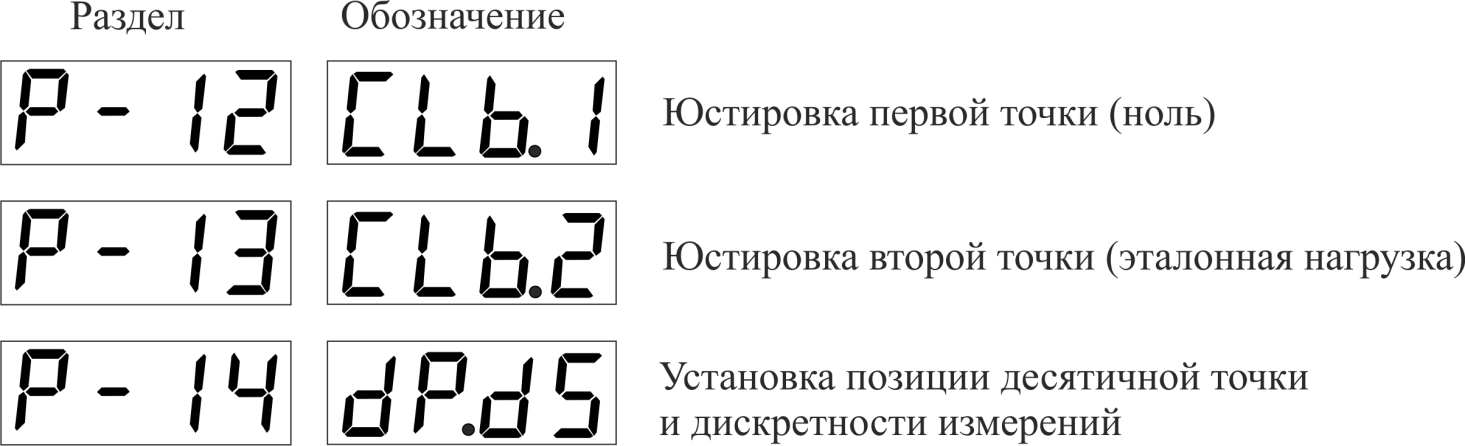 Раздел Обозначение
P-12 CLb.1 Юстировка первой точки (ноль)
P-13 CLb.2 Юстировка второй точки (эталонная нагрузка)
P-14 dP.dS Установка позиции десятичной точки
и дискретности измерений